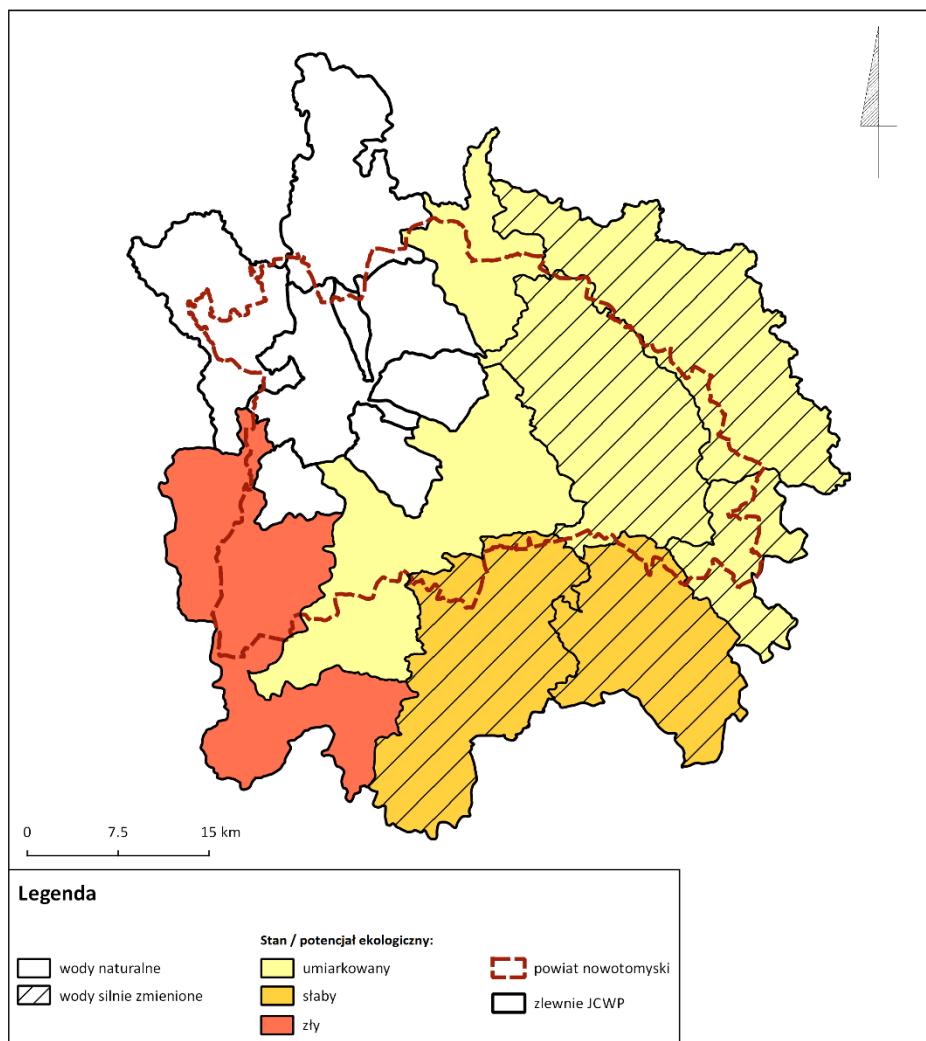 0 7.5 15 km
Legenda
Stan / potencjał ekologiczny:
wody naturalne umiarkowany powiat nowotomyski
wody silnie zmienione słaby zlewnie JCWP
zły